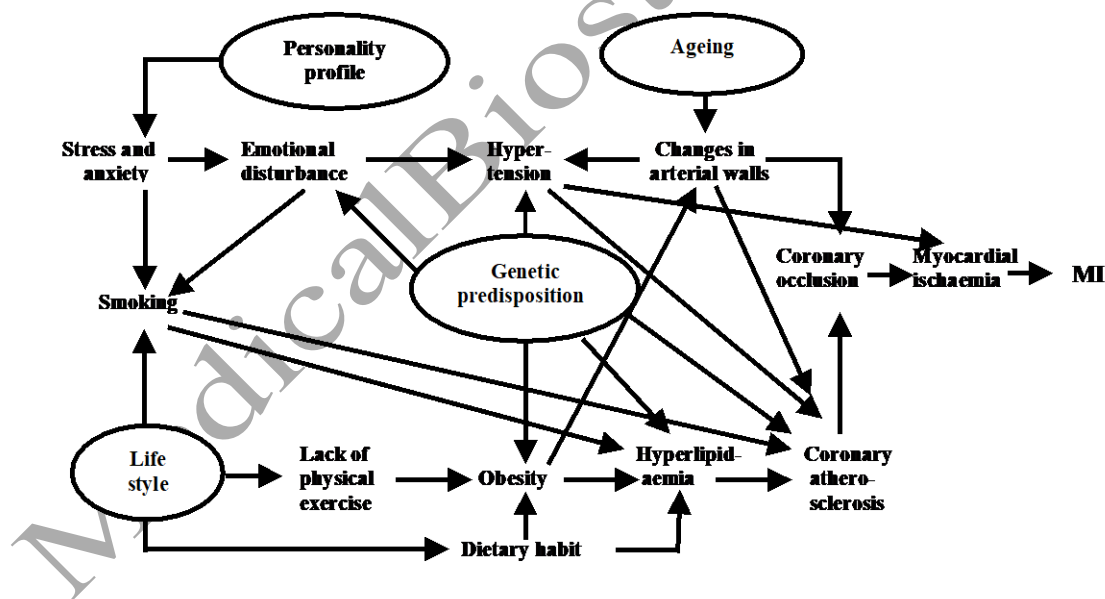 Personality
profile
Ageing
Stress and
anxiety
Emotional
disturbance
Hyper-
tension
Changes in
arterial walls
Coronary
occlusion
Myocardial
ischaemia
MI
Genetic
predisposition
Smoking
Life
style
Lack of
physical
exercise
Obesity
Hyperlipid-
aemia
Coronary
athero-
sclerosis
Dietary habit